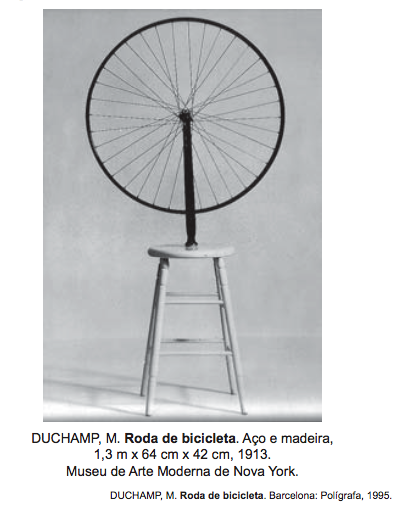 DUCHAMP, M. Roda de bicicleta. Aço e madeira,
1,3 m x 64 cm x 42 cm, 1913.
Museu de Arte Moderna de Nova York.
DUCHAMP, M. Roda de bicicleta. Barcelona: Polígrafa, 1995.